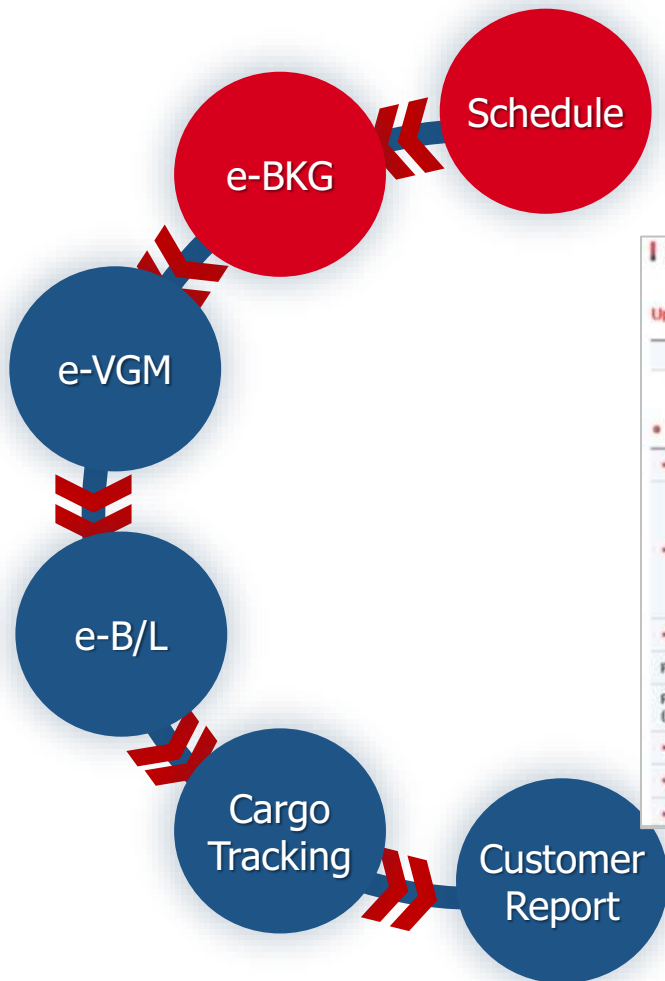 Schedule
e-BKG
e-VGM
e-B/L
Cargo
Tracking
Customer
Report